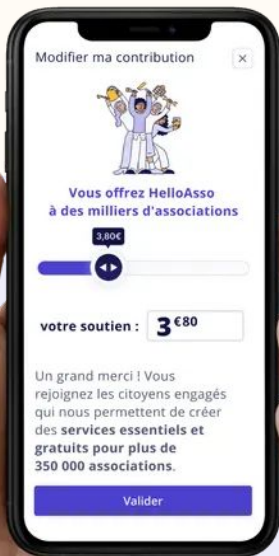 Modifier ma contribution
Vous offrez HelloAsso
à des milliers d'associations
3,80€
votre soutien : 3€80
Un grand merci ! Vous
rejoignez les citoyens engagés
qui nous permettent de créer
des services essentiels et
gratuits pour plus de
350 000 associations.
Valider